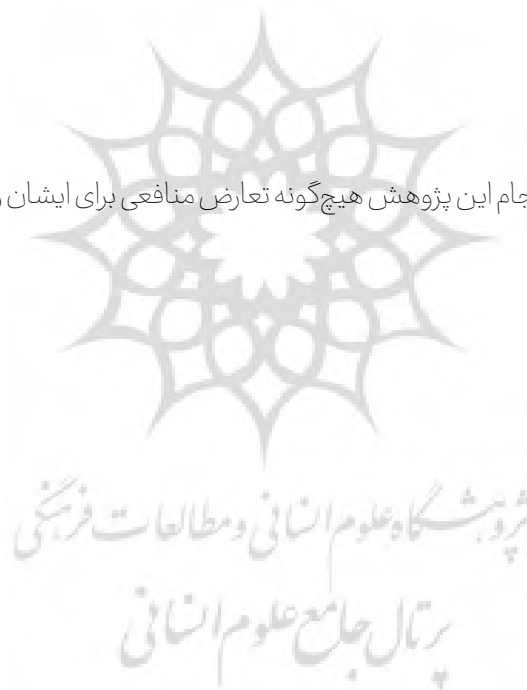 جام این پژوهش هیچ‌گونه تعارض منافعی برای ایشان
پژوهشگاه علوم انسانی و مطالعات فرهنگی
پرتال جامع علوم انسانی